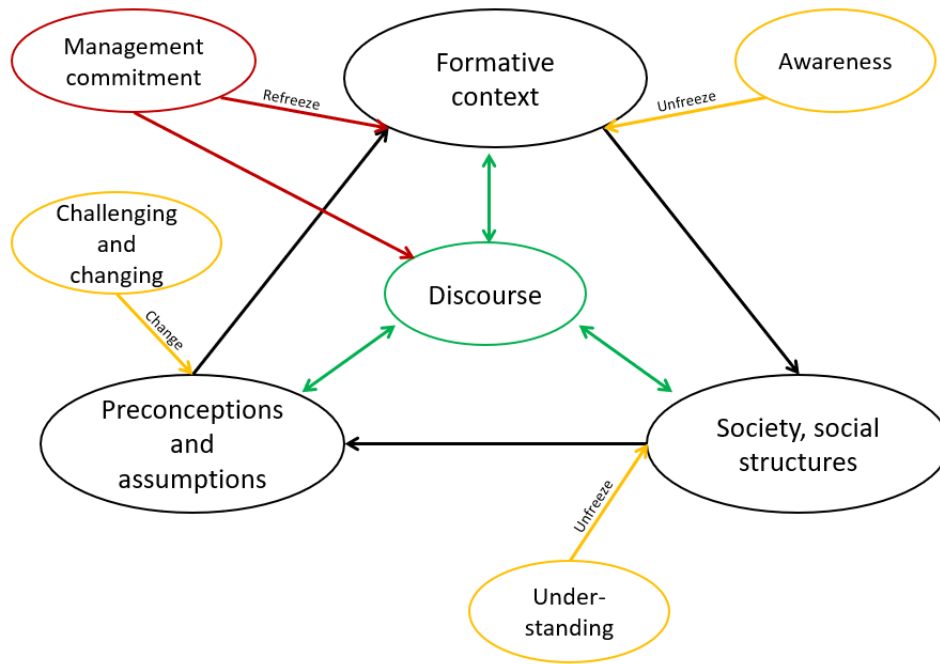 Management
commitment
Formative
context
Awareness
Refreeze
Unfreeze
Challenging
and
changing
Discourse
Change
Preconceptions
and
assumptions
Society, social
structures
Unfreeze
Under-
standing